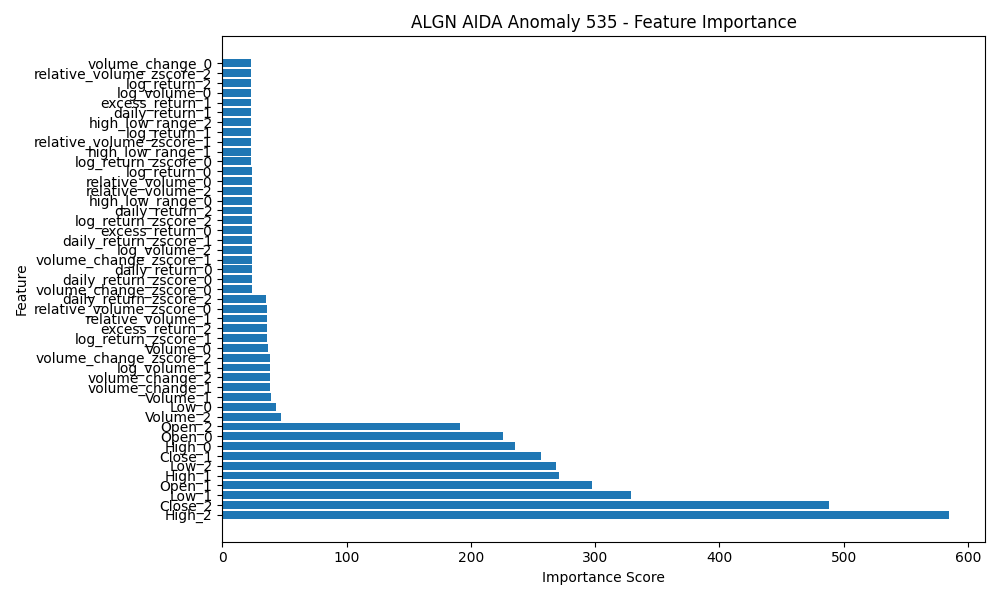 ALGN AIDA Anomaly 535 - Feature Importance
volume_change_0
relative_volume_zscore_2
log_return_2
log_volume_0
excess_return_1
daily_return_1
high_low_range_2
log_return_1
relative_volume_zscore_1
high_low_range_1
log_return_zscore_0
log_return_0
relative_volume_0
relative_volume_2
high_low_range_0
daily_return_2
log_return_zscore_2
excess_return_0
daily_return_zscore_1
log_volume_2
volume_change_zscore_1
daily_return_0
daily_return_zscore_0
volume_change_zscore_0
daily_return_zscore_2
relative_volume_zscore_0
relative_volume_1
excess_return_2
log_return_zscore_1
Volume_0
volume_change_zscore_2
log_volume_1
volume_change_2
volume_change_1
Volume_1
Low_0
Volume_2
Open_2
Open_0
High_0
Close_1
Low_2
High_1
Open_1
Low_1
Close_2
High_2
Feature
0 100 200 300 400 500 600
Importance Score